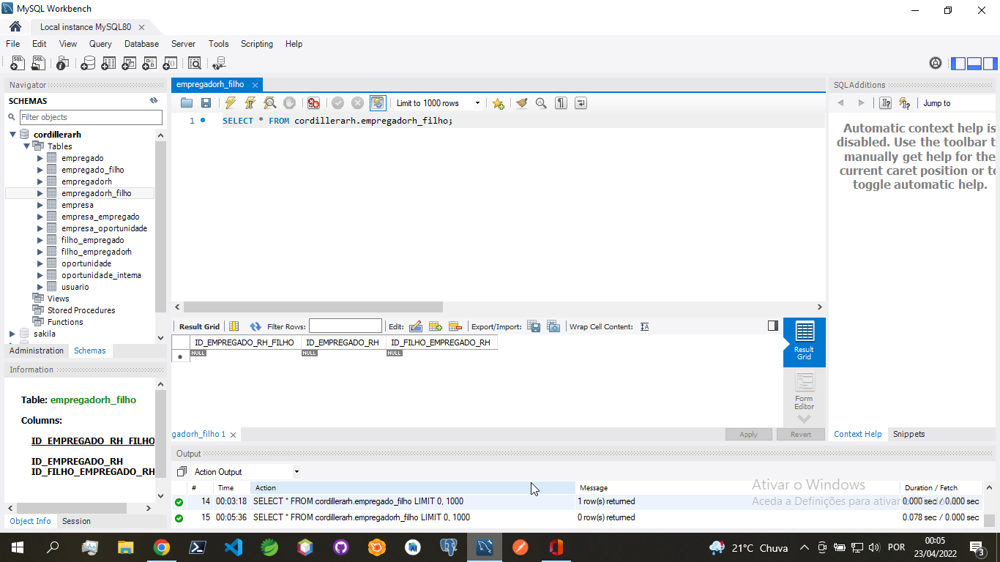 MySQL Workbench
Local instance MySQL80
File Edit View Query Database Server Tools Scripting Help
Navigator
SCHEMAS
Filter objects
cordillerarh
Tables
empregado
empregado_filho
empregadorh
empregadorh_filho
empresa
empresa_empregado
empresa_oportunidade
filho_empregado
filho_empregadorh
oportunidade
oportunidade_interna
usuario
Views
Stored Procedures
Functions
sakila
Administration Schemas
Information
Table: empregadorh_filho
Columns:
ID_EMPREGADO_RH_FILHO
ID_EMPREGADO_RH
ID_FILHO_EMPREGADO_RH
Object Info Session
empregadorh_filho
Limit to 1000 rows
1 SELECT * FROM cordillerarh.empregadorh_filho;
Result Grid Filter Rows: Edit: Export/Import: Wrap Cell Content:
ID_EMPREGADO_RH_FILHO ID_EMPREGADO_RH ID_FILHO_EMPREGADO_RH
NULL NULL NULL
Result
Grid
Form
Editor
gadorh_filho 1
Apply Revert
SQLAdditions
Jump to
Automatic context help is
disabled. Use the toolbar t
manually get help for the
current caret position or to
toggle automatic help.
Context Help Snippets
Output
Action Output
# Time Action Message Duration / Fetch
14 00:03:18 SELECT * FROM cordillerarh.empregado_filho LIMIT 0, 1000 1 row(s) returned 0.000 sec / 0.000 sec
15 00:05:36 SELECT * FROM cordillerarh.empregadorh_filho LIMIT 0, 1000 0 row(s) returned 0.078 sec / 0.000 sec
Ativar o Windows
Aceda a Definições para ativar o Windows.
21°C Chuva
POR
00:05
23/04/2022
3